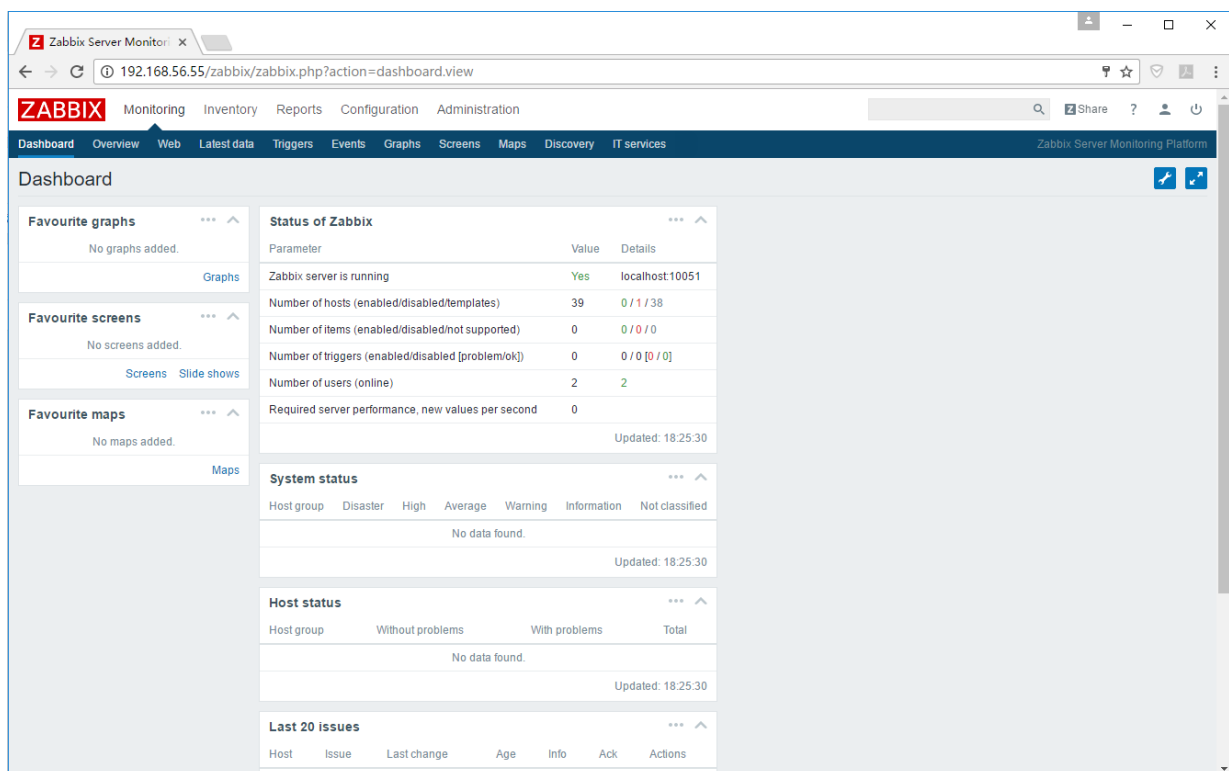 Z Zabbix Server Monitori
192.168.56.55/zabbix/zabbix.php?action=dashboard.view
ZABBIX Monitoring Inventory Reports Configuration Administration Z Share ?
Dashboard Overview Web Latest data Triggers Events Graphs Screens Maps Discovery IT services Zabbix Server Monitoring Platform
Dashboard
Favourite graphs
No graphs added.
Graphs
Favourite screens
No screens added.
Screens Slide shows
Favourite maps
No maps added.
Maps
Status of Zabbix
Parameter Value Details
Zabbix server is running Yes localhost:10051
Number of hosts (enabled/disabled/templates) 39 0 / 1 / 38
Number of items (enabled/disabled/not supported) 0 0 / 0 / 0
Number of triggers (enabled/disabled [problem/ok]) 0 0 / 0 [0 / 0]
Number of users (online) 2 2
Required server performance, new values per second 0
Updated: 18:25:30
System status
Host group Disaster High Average Warning Information Not classified
No data found.
Updated: 18:25:30
Host status
Host group Without problems With problems Total
No data found.
Updated: 18:25:30
Last 20 issues
Host Issue Last change Age Info Ack Actions